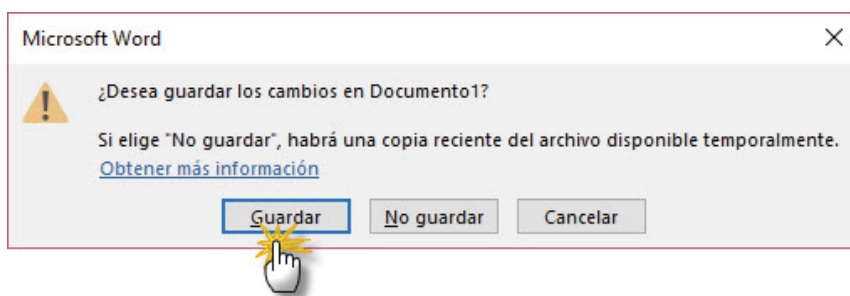 Microsoft Word
¿Desea guardar los cambios en Documento1?
Si elige "No guardar", habrá una copia reciente del archivo disponible temporalmente.
Obtener más información
Guardar No guardar Cancelar